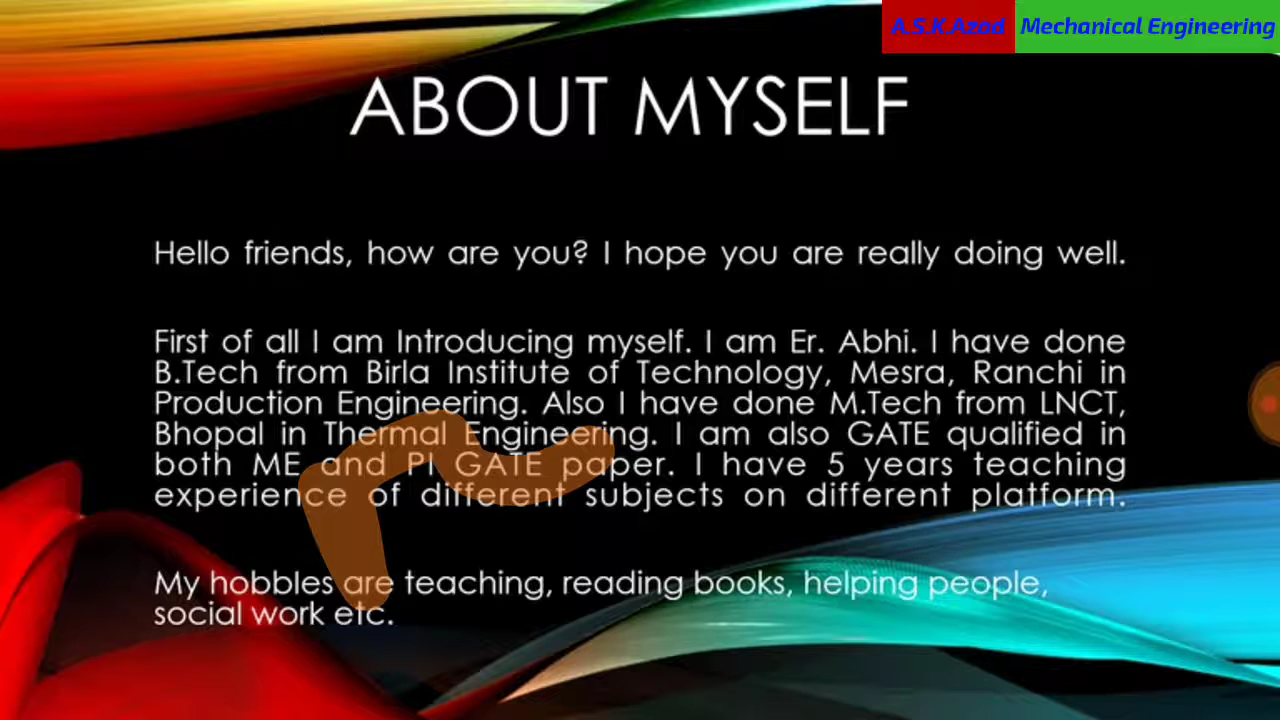 A.S.K.Azad Mechanical Engineering
ABOUT MYSELF
Hello friends, how are you? I hope you are really doing well.
First of all I am Introducing myself. I am Er. Abhi. I have done
B.Tech from Birla Institute of Technology, Mesra, Ranchi in
Production Engineering. Also I have done M.Tech from LNCT,
Bhopal in Thermal Engineering. I am also GATE qualified in
both ME and PI GATE paper. I have 5 years teaching
experience of different subjects on different platform.
My hobbles are teaching, reading books, helping people,
social work etc.